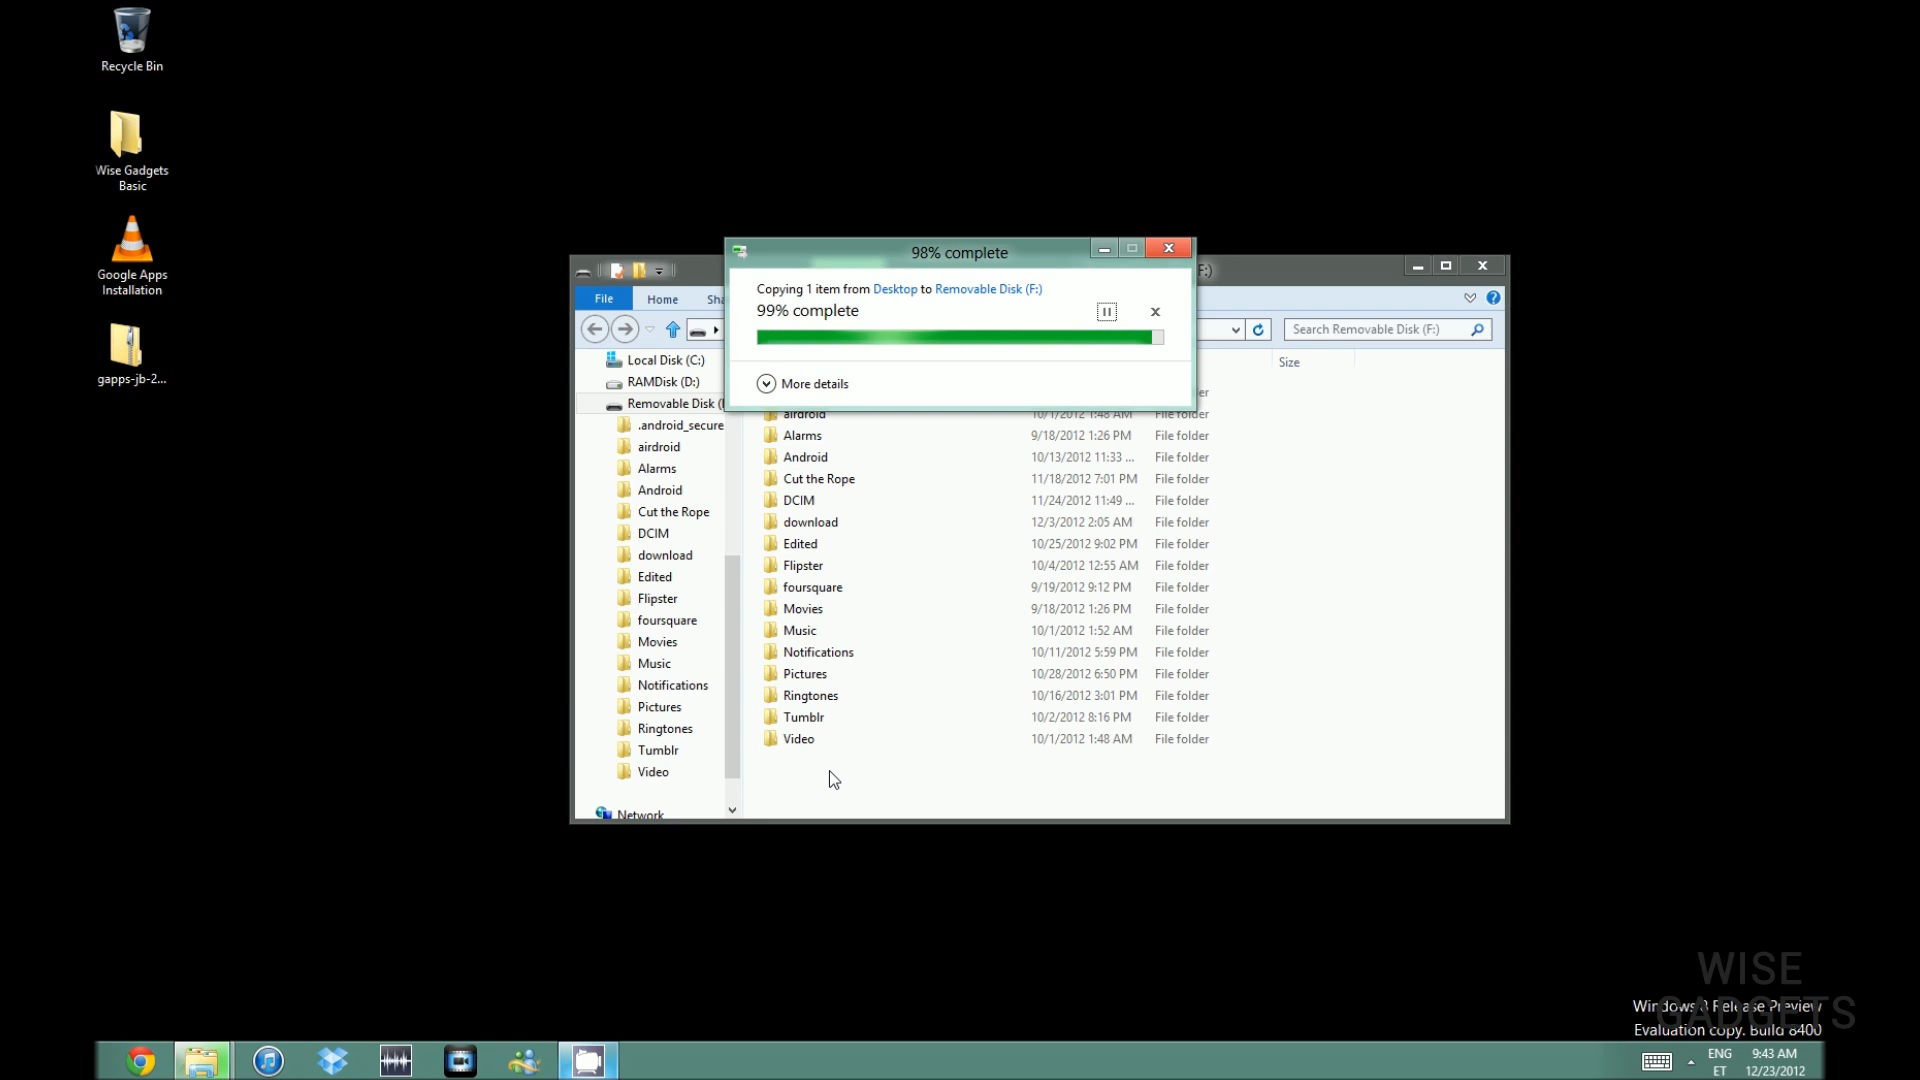 Recycle Bin
Wise Gadgets
Basic
Google Apps
Installation
gapps-jb-2...
98% complete
Copying 1 item from Desktop to Removable Disk (F:)
99% complete
More details
F:)
File
Home
Sha
Search Removable Disk (F:)
Size
Local Disk (C:)
RAMDisk (D:)
Removable Disk (
.android_secure
airdroid
Alarms
Android
Cut the Rope
DCIM
download
Edited
Flipster
foursquare
Movies
Music
Notifications
Pictures
Ringtones
Tumblr
Video
Network
er
airdroid 10/1/2012 1:48 AM File folder
Alarms 9/18/2012 1:26 PM File folder
Android 10/13/2012 11:33 ... File folder
Cut the Rope 11/18/2012 7:01 PM File folder
DCIM 11/24/2012 11:49 ... File folder
download 12/3/2012 2:05 AM File folder
Edited 10/25/2012 9:02 PM File folder
Flipster 10/4/2012 12:55 AM File folder
foursquare 9/19/2012 9:12 PM File folder
Movies 9/18/2012 1:26 PM File folder
Music 10/1/2012 1:52 AM File folder
Notifications 10/11/2012 5:59 PM File folder
Pictures 10/28/2012 6:50 PM File folder
Ringtones 10/16/2012 3:01 PM File folder
Tumblr 10/2/2012 8:16 PM File folder
Video 10/1/2012 1:48 AM File folder
WISE
GADGETS
Windows 8 Release Preview
Evaluation copy. Build 8400
ENG 9:43 AM
ET 12/23/2012